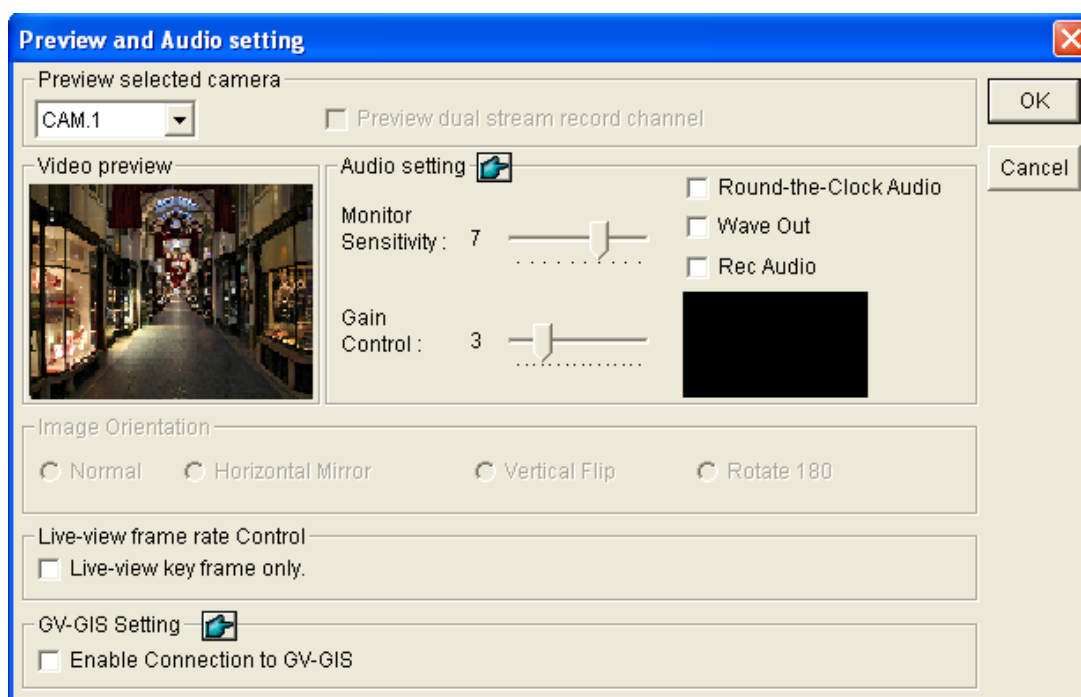 Preview and Audio setting
Preview selected camera
CAM.1
Preview dual stream record channel
OK
Cancel
Video preview
Audio setting
Monitor
Sensitivity : 7
Gain
Control : 3
Round-the-Clock Audio
Wave Out
Rec Audio
Image Orientation
Normal Horizontal Mirror Vertical Flip Rotate 180
Live-view frame rate Control
Live-view key frame only.
GV-GIS Setting
Enable Connection to GV-GIS